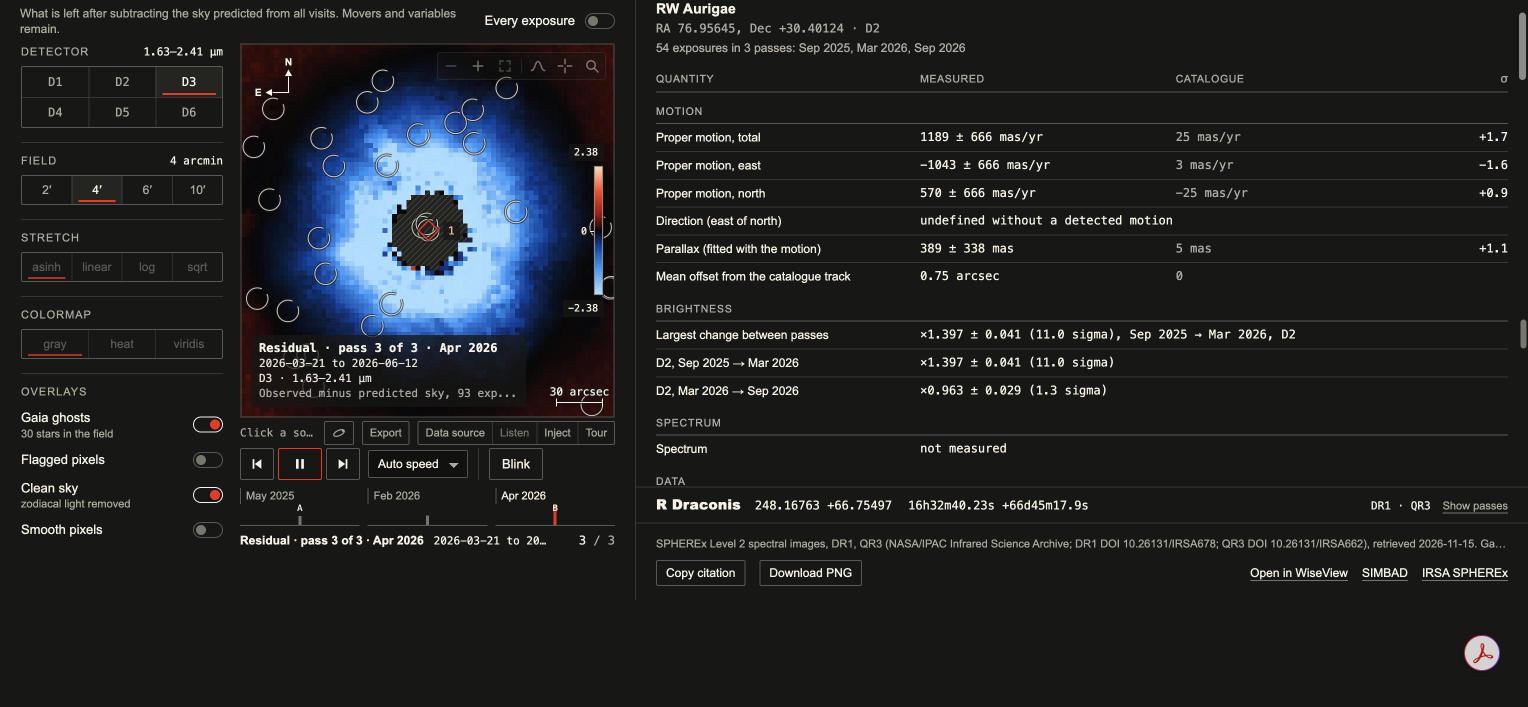 What is left after subtracting the sky predicted from all visits. Movers and variables
remain.
Every exposure
DETECTOR 1.63–2.41 μm
D1 D2 D3
D4 D5 D6
FIELD 4 arcmin
2′ 4′ 6′ 10′
STRETCH
asinh linear log sqrt
COLORMAP
gray heat viridis
OVERLAYS
Gaia ghosts
30 stars in the field
Flagged pixels
Clean sky
zodiacal light removed
Smooth pixels
N
E
2.38
0
−2.38
1
Residual · pass 3 of 3 · Apr 2026
2026-03-21 to 2026-06-12
D3 · 1.63–2.41 μm
Observed minus predicted sky, 93 exp...
30 arcsec
Click a so… Export Data source Listen Inject Tour
Auto speed Blink
May 2025 Feb 2026 Apr 2026
A B
Residual · pass 3 of 3 · Apr 2026 2026-03-21 to 20… 3 / 3
RW Aurigae
RA 76.95645, Dec +30.40124 · D2
54 exposures in 3 passes: Sep 2025, Mar 2026, Sep 2026
QUANTITY MEASURED CATALOGUE σ
MOTION
Proper motion, total 1189 ± 666 mas/yr 25 mas/yr +1.7
Proper motion, east −1043 ± 666 mas/yr 3 mas/yr −1.6
Proper motion, north 570 ± 666 mas/yr −25 mas/yr +0.9
Direction (east of north) undefined without a detected motion
Parallax (fitted with the motion) 389 ± 338 mas 5 mas +1.1
Mean offset from the catalogue track 0.75 arcsec 0
BRIGHTNESS
Largest change between passes ×1.397 ± 0.041 (11.0 sigma), Sep 2025 → Mar 2026, D2
D2, Sep 2025 → Mar 2026 ×1.397 ± 0.041 (11.0 sigma)
D2, Mar 2026 → Sep 2026 ×0.963 ± 0.029 (1.3 sigma)
SPECTRUM
Spectrum not measured
DATA
R Draconis 248.16763 +66.75497 16h32m40.23s +66d45m17.9s DR1 · QR3 Show passes
SPHEREx Level 2 spectral images, DR1, QR3 (NASA/IPAC Infrared Science Archive; DR1 DOI 10.26131/IRSA678; QR3 DOI 10.26131/IRSA662), retrieved 2026-11-15. Ga…
Copy citation Download PNG Open in WiseView SIMBAD IRSA SPHEREx